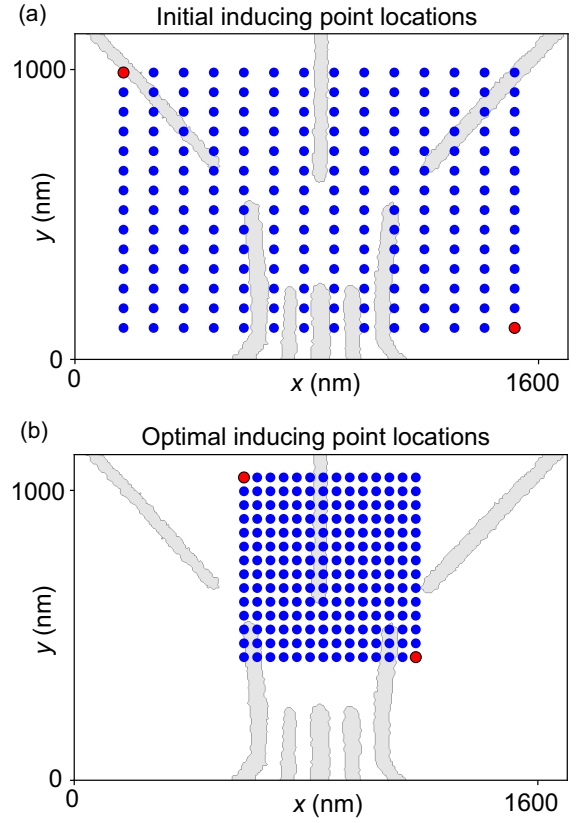 (a)
Initial inducing point locations
1000
y (nm)
0
0
x (nm)
1600
(b)
Optimal inducing point locations
1000
y (nm)
0
0
x (nm)
1600